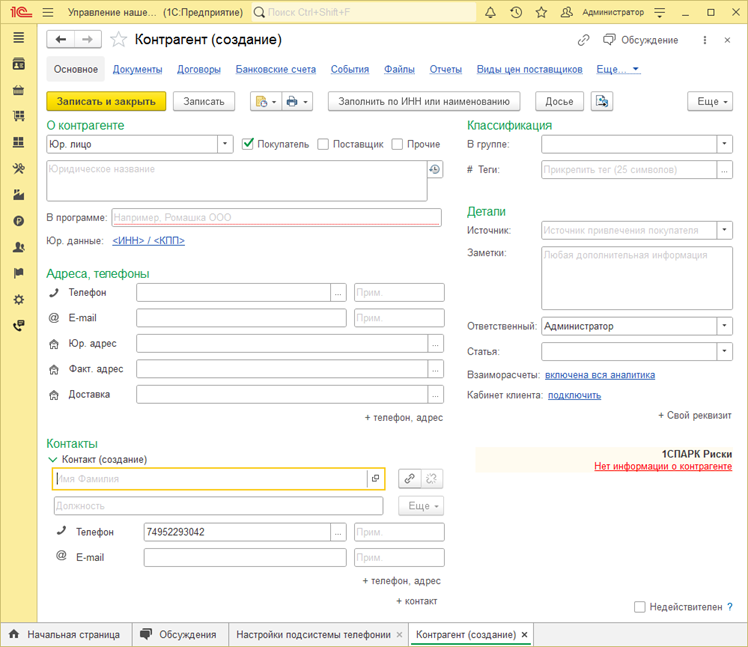 Управление наше... (1С:Предприятие) Поиск Ctrl+Shift+F Администратор
Контрагент (создание) Обсуждение
Основное Документы Договоры Банковские счета События Файлы Отчеты Виды цен поставщиков Еще...
Записать и закрыть Записать Заполнить по ИНН или наименованию Досье Еще
О контрагенте
Юр. лицо Покупатель Поставщик Прочие
Юридическое название
В программе: Например, Ромашка ООО
Юр. данные: <ИНН> / <КПП>
Адреса, телефоны
Телефон ... Прим.
E-mail Прим.
Юр. адрес ...
Факт. адрес ...
Доставка ...
+ телефон, адрес
Контакты
Контакт (создание)
Имя Фамилия
Должность Еще
Телефон 74952293042 ... Прим.
E-mail Прим.
+ телефон, адрес
+ контакт
Классификация
В группе:
# Теги: Прикрепить тег (25 символов) ...
Детали
Источник: Источник привлечения покупателя
Заметки: Любая дополнительная информация
Ответственный: Администратор
Статья:
Взаиморасчеты: включена вся аналитика
Кабинет клиента: подключить
+ Свой реквизит
1СПАРК Риски
Нет информации о контрагенте
Недействителен ?
Начальная страница Обсуждения Настройки подсистемы телефонии × Контрагент (создание) ×